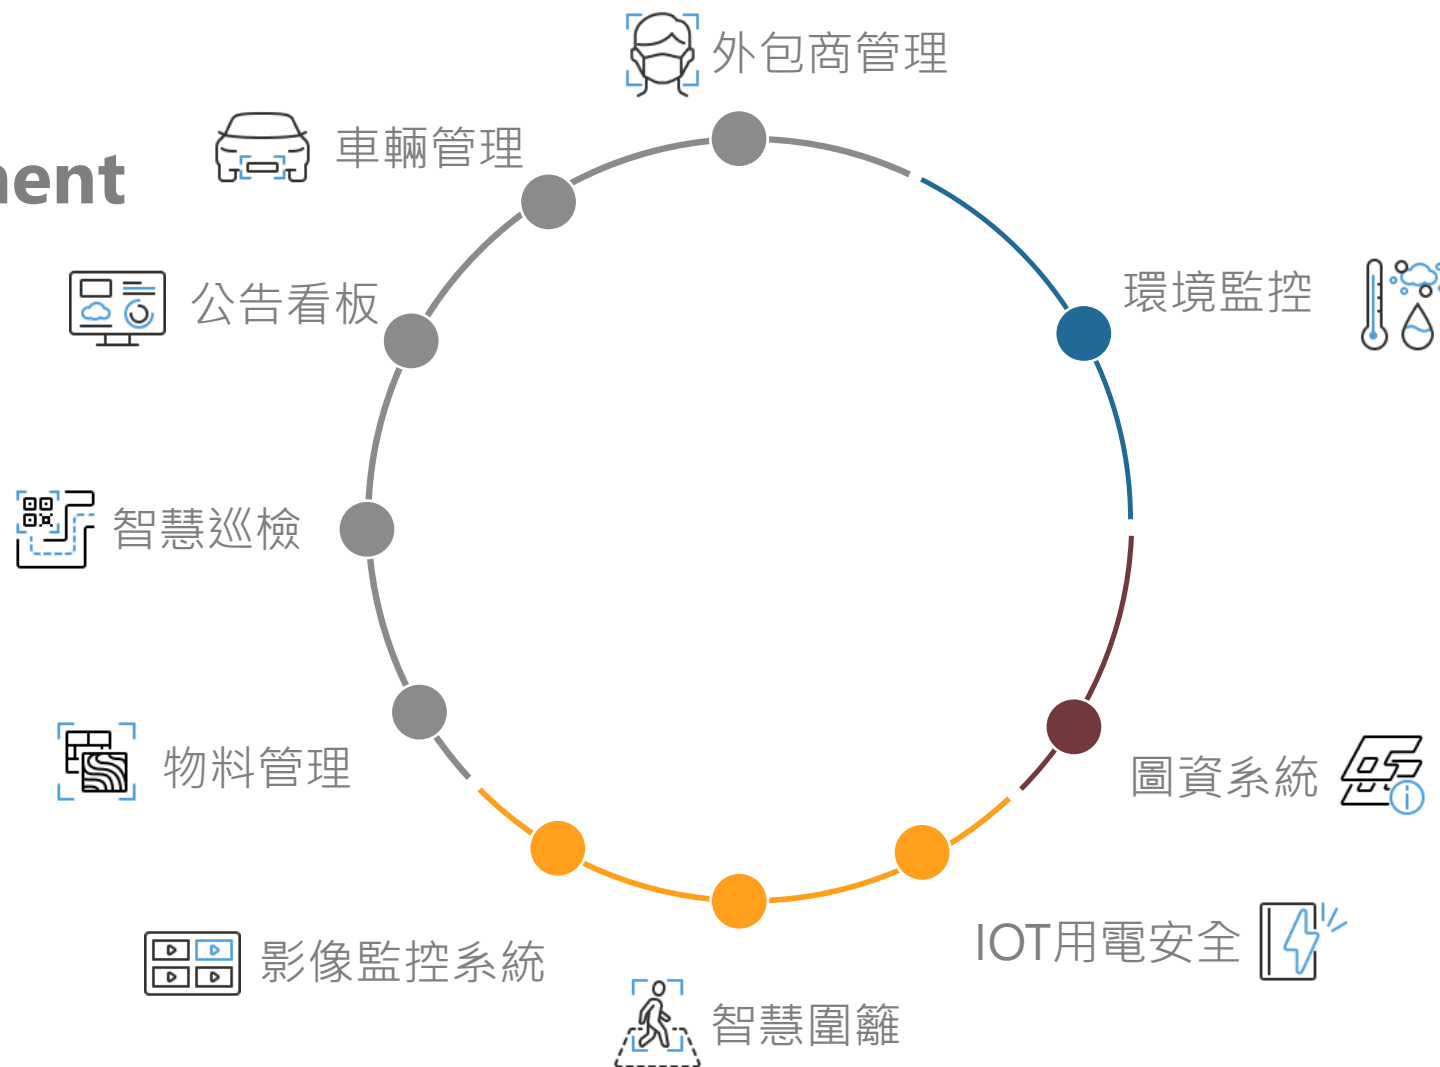 外包商管理
車輛管理
nent
公告看板
環境監控
智慧巡檢
物料管理
圖資系統
IOT用電安全
影像監控系統
智慧圍籬